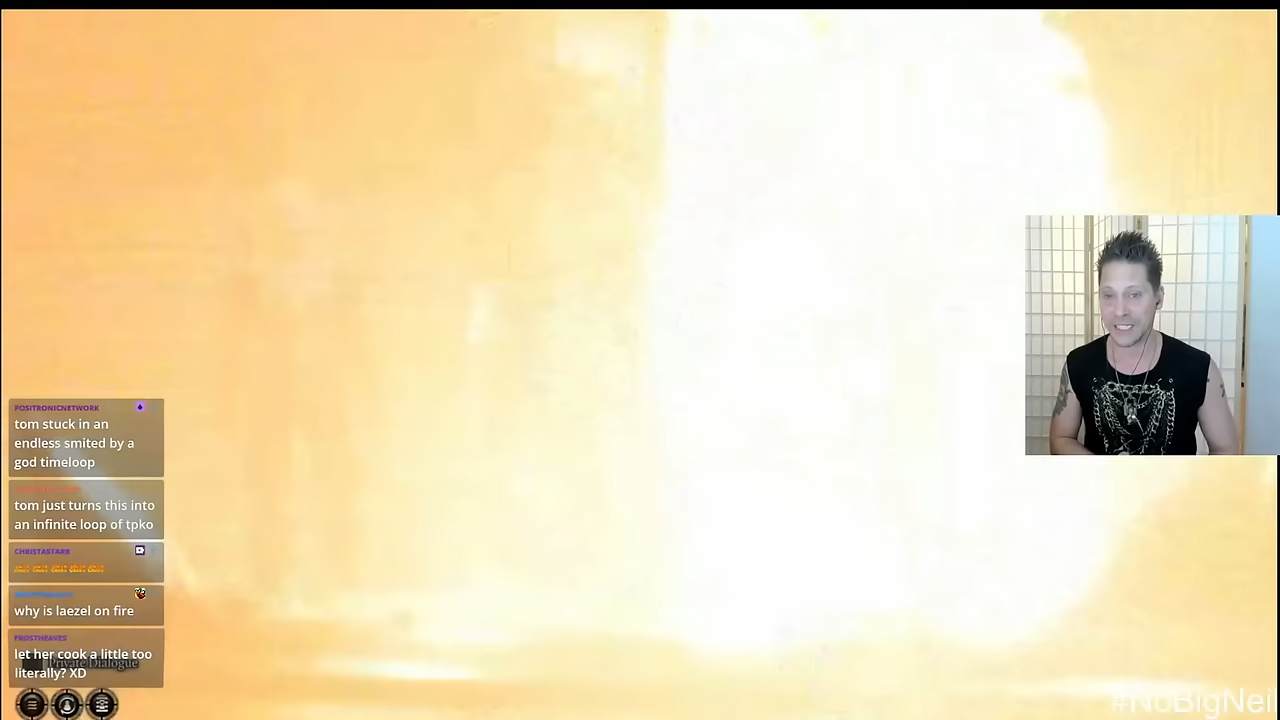 POSITRONICNETWORK
tom stuck in an
endless smited by a
god timeloop
tom just turns this into
an infinite loop of tpko
CHRISTASTARR
why is laezel on fire
FROSTHEAVES
let her cook a little too
literally? XD
Private Dialogue
#NoBigNei